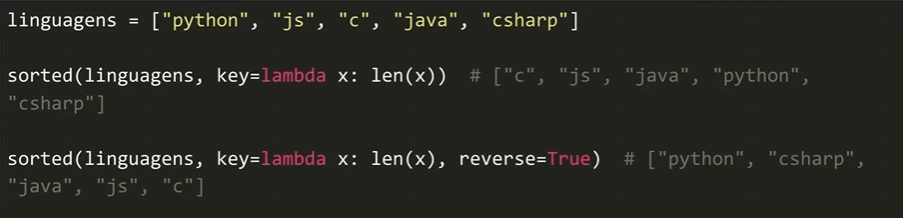 linguagens = ["python", "js", "c", "java", "csharp"]
sorted(linguagens, key=lambda x: len(x))  # ["c", "js", "java", "python",
"csharp"]
sorted(linguagens, key=lambda x: len(x), reverse=True)  # ["python", "csharp",
"java", "js", "c"]